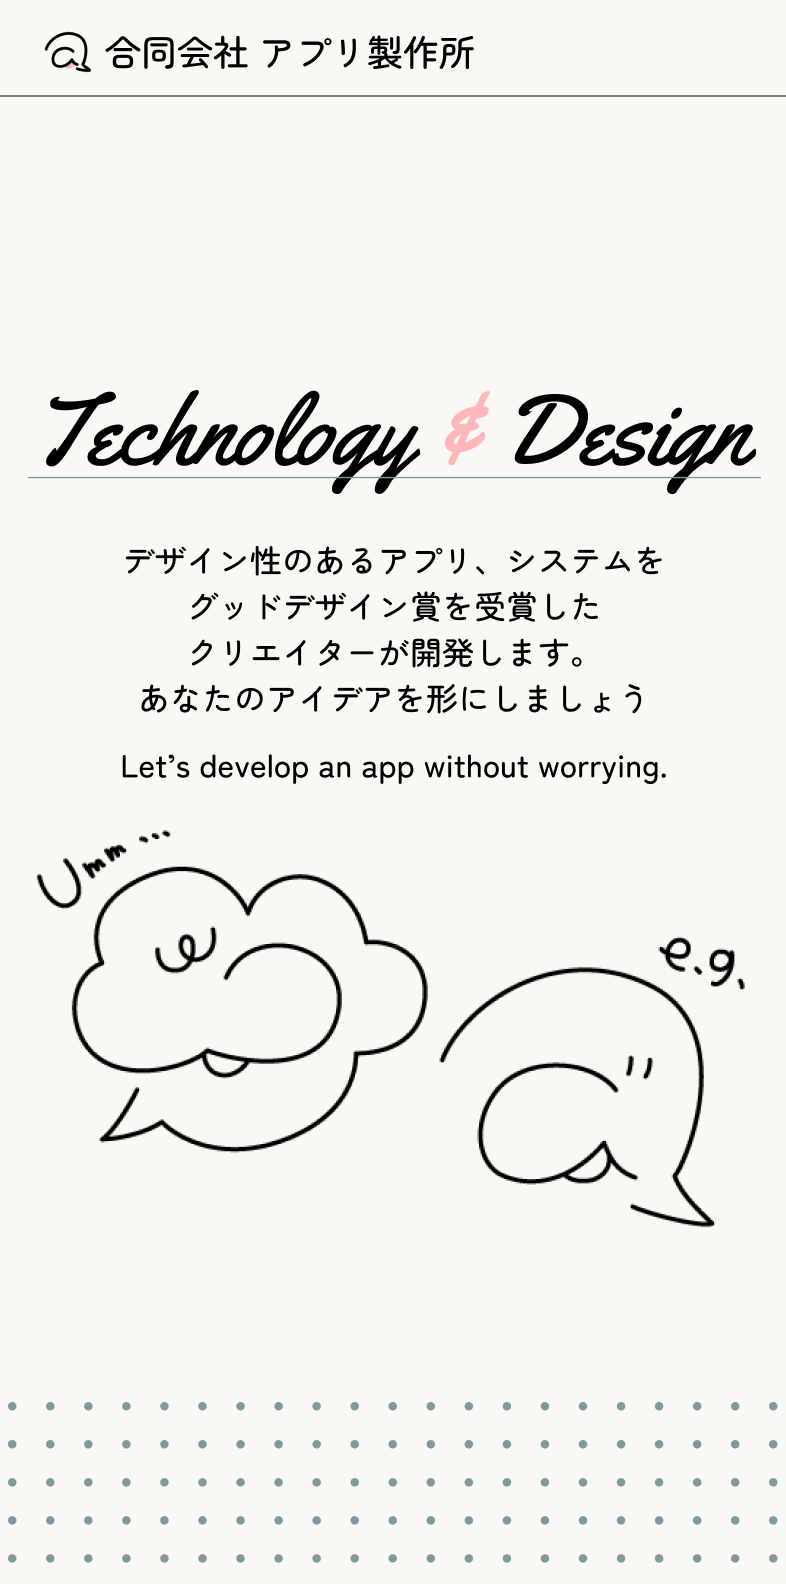 合同会社 アプリ製作所
Technology & Design
デザイン性のあるアプリ、システムを
グッドデザイン賞を受賞した
クリエイターが開発します。
あなたのアイデアを形にしましょう
Let’s develop an app without worrying.
Umm...
e.g.